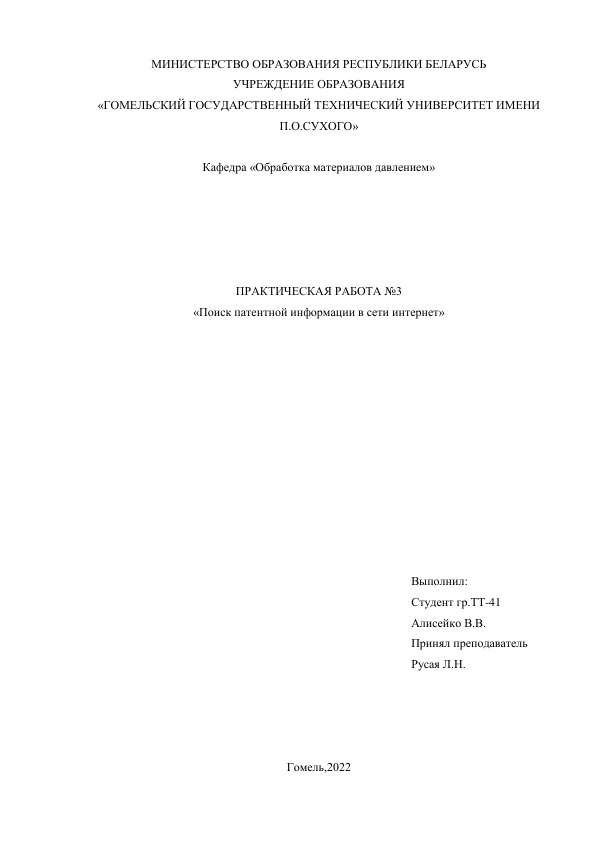 МИНИСТЕРСТВО ОБРАЗОВАНИЯ РЕСПУБЛИКИ БЕЛАРУСЬ
УЧРЕЖДЕНИЕ ОБРАЗОВАНИЯ
«ГОМЕЛЬСКИЙ ГОСУДАРСТВЕННЫЙ ТЕХНИЧЕСКИЙ УНИВЕРСИТЕТ ИМЕНИ
П.О.СУХОГО»
Кафедра «Обработка материалов давлением»
ПРАКТИЧЕСКАЯ РАБОТА №3
«Поиск патентной информации в сети интернет»
Выполнил:
Студент гр.ТТ-41
Алисейко В.В.
Принял преподаватель
Русая Л.Н.
Гомель,2022